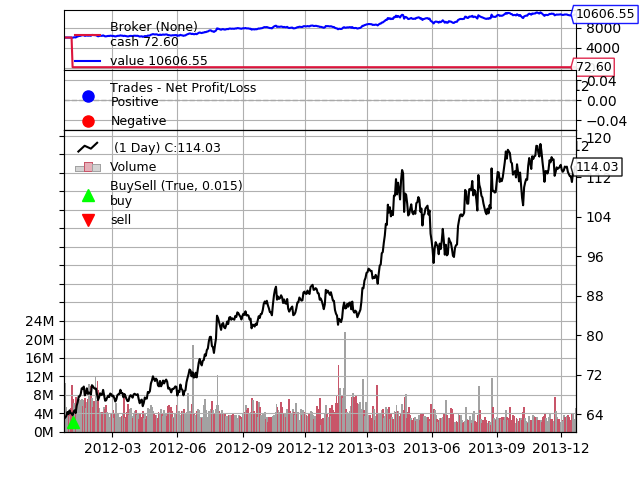 Broker (None)
cash 72.60
value 10606.55
10606.55
8000
4000
72.60
Trades - Net Profit/Loss
Positive
Negative
0.04
0.00
−0.04
(1 Day) C:114.03
Volume
BuySell (True, 0.015)
buy
sell
120
114.03
112
104
96
88
80
72
64
24M
20M
16M
12M
8M
4M
0M
2012-03
2012-06
2012-09
2012-12
2013-03
2013-06
2013-09
2013-12